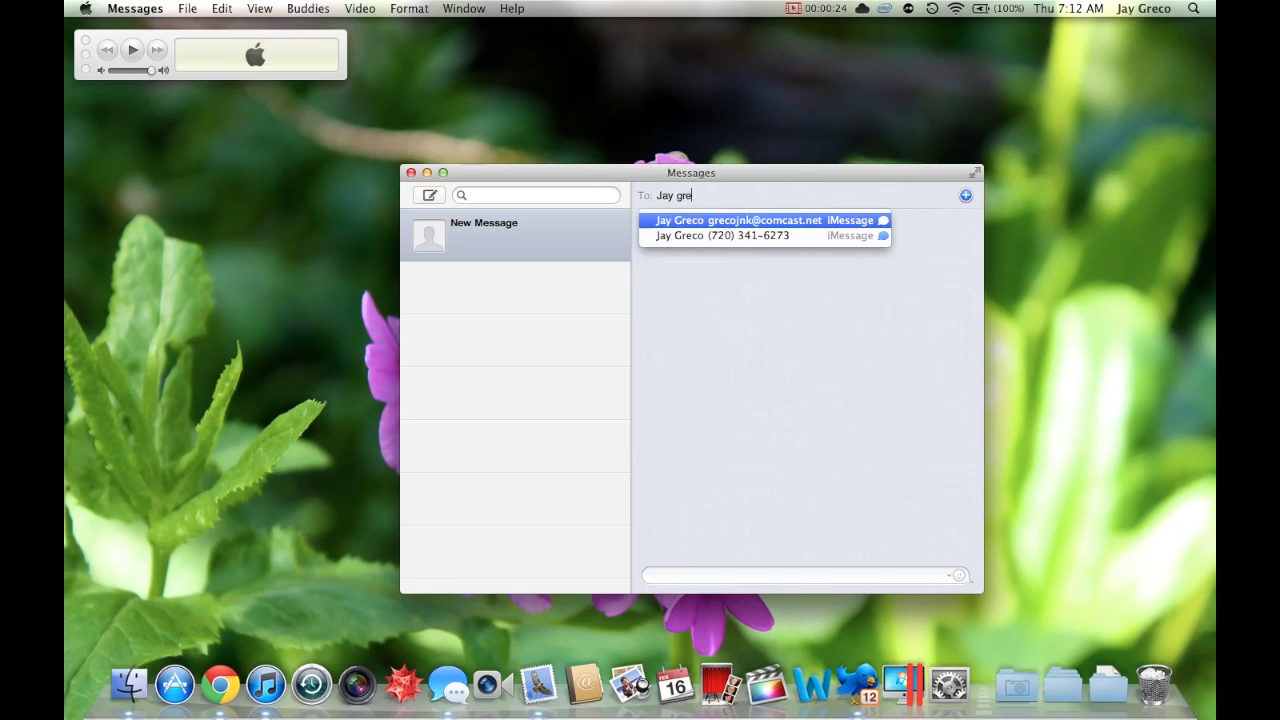 Messages File Edit View Buddies Video Format Window Help 00:00:24 (100%) Thu 7:12 AM Jay Greco
Messages
To: Jay gre
New Message
Jay Greco grecojnk@comcast.net iMessage
Jay Greco (720) 341-6273 iMessage
FEB
16
W
12